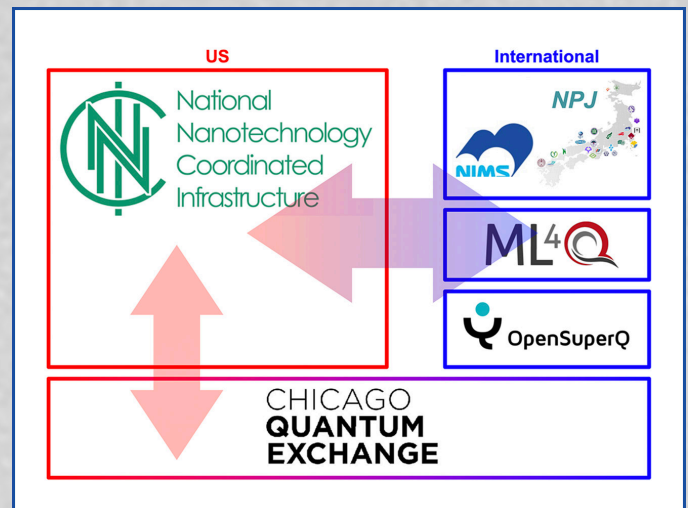 US
International
National
Nanotechnology
Coordinated
Infrastructure
NPJ
NIMS
ML4Q
OpenSuperQ
CHICAGO
QUANTUM
EXCHANGE